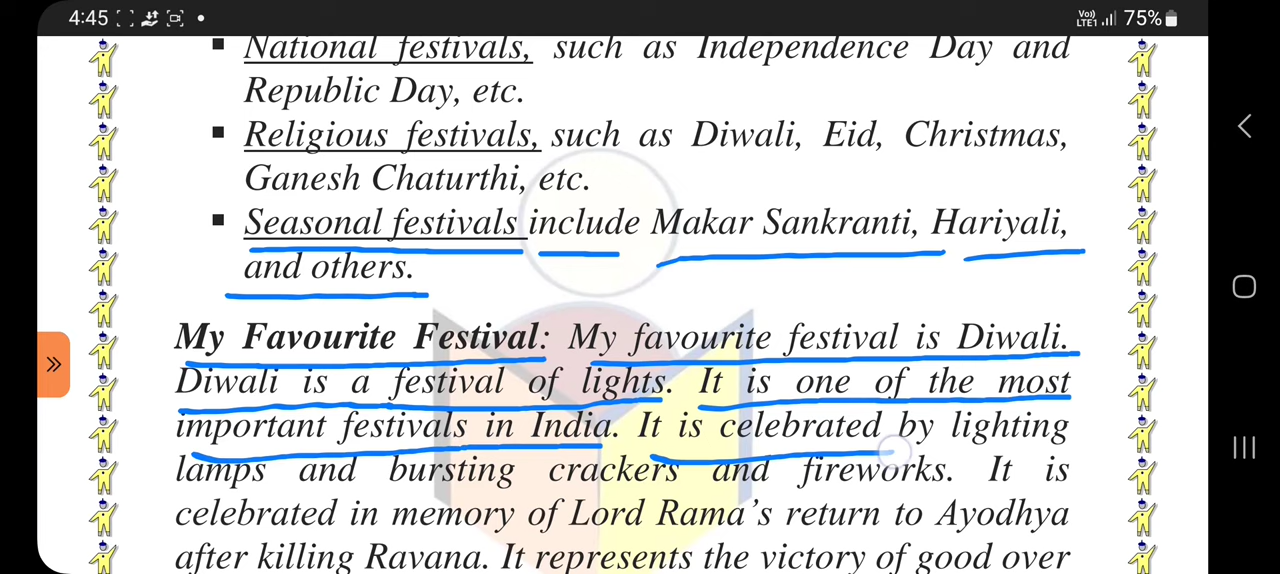 4:45
Vo)) LTE1 75%
▪ National festivals, such as Independence Day and
Republic Day, etc.
▪ Religious festivals, such as Diwali, Eid, Christmas,
Ganesh Chaturthi, etc.
▪ Seasonal festivals include Makar Sankranti, Hariyali,
and others.
My Favourite Festival: My favourite festival is Diwali.
Diwali is a festival of lights. It is one of the most
important festivals in India. It is celebrated by lighting
lamps and bursting crackers and fireworks. It is
celebrated in memory of Lord Rama's return to Ayodhya
after killing Ravana. It represents the victory of good over